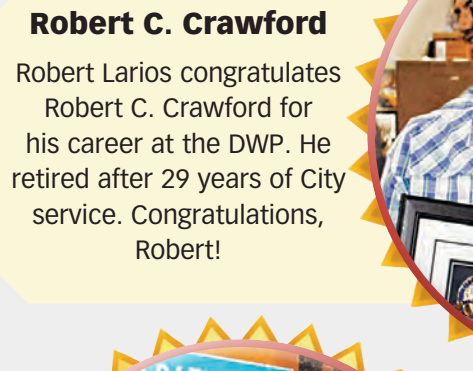 Robert C. Crawford
Robert Larios congratulates
Robert C. Crawford for
his career at the DWP. He
retired after 29 years of City
service. Congratulations,
Robert!